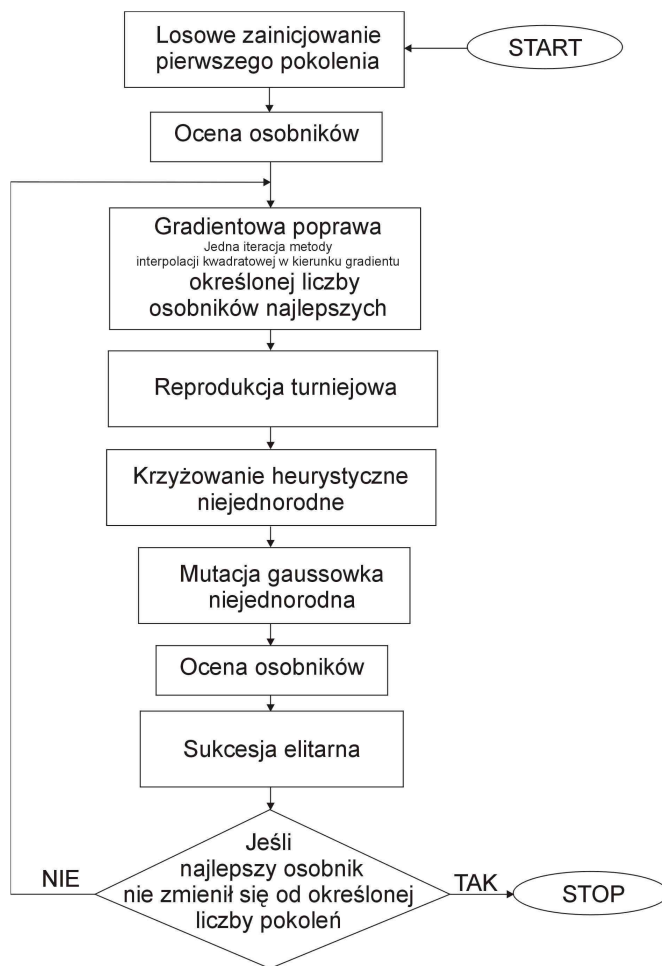 START
Losowe zainicjowanie
pierwszego pokolenia
Ocena osobników
Gradientowa poprawa
Jedna iteracja metody
interpolacji kwadratowej w kierunku gradientu
określonej liczby
osobników najlepszych
Reprodukcja turniejowa
Krzyżowanie heurystyczne
niejednorodne
Mutacja gaussowka
niejednorodna
Ocena osobników
Sukcesja elitarna
Jeśli
najlepszy osobnik
nie zmienił się od określonej
liczby pokoleń
NIE
TAK
STOP